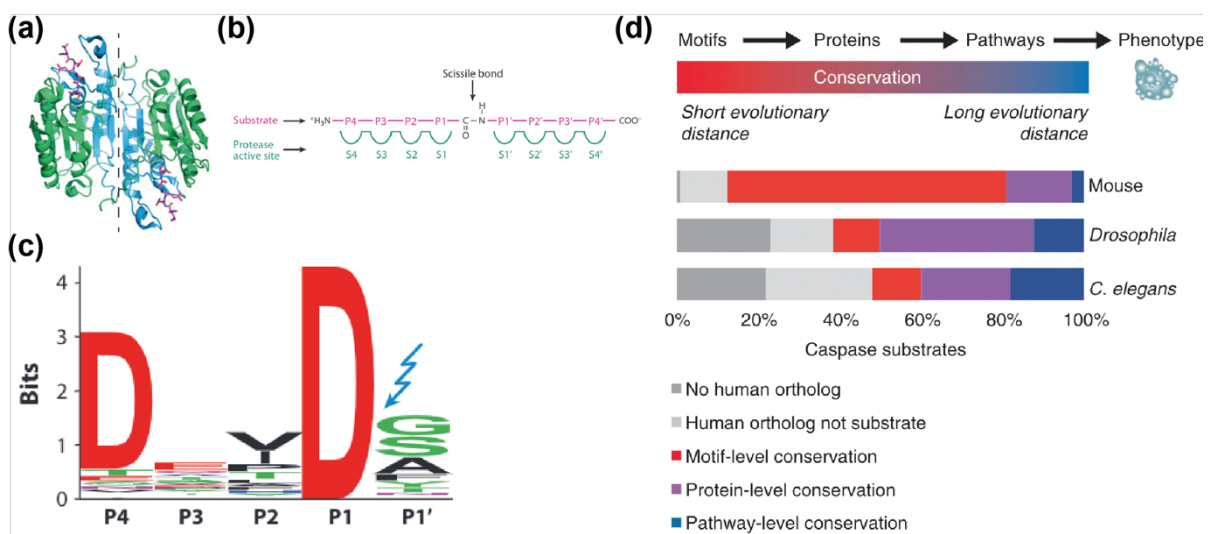 (a)
(b)
Scissile bond
Substrate
⁺H₃N P4 P3 P2 P1 C N P1' P2' P3' P4' COO⁻
H
O
Protease
active site
S4 S3 S2 S1 S1' S2' S3' S4'
(c)
Bits
4
3
2
1
0
D
D
Y
G
S
A
P4 P3 P2 P1 P1'
(d)
Motifs Proteins Pathways Phenotype
Conservation
Short evolutionary
distance
Long evolutionary
distance
Mouse
Drosophila
C. elegans
0% 20% 40% 60% 80% 100%
Caspase substrates
No human ortholog
Human ortholog not substrate
Motif-level conservation
Protein-level conservation
Pathway-level conservation